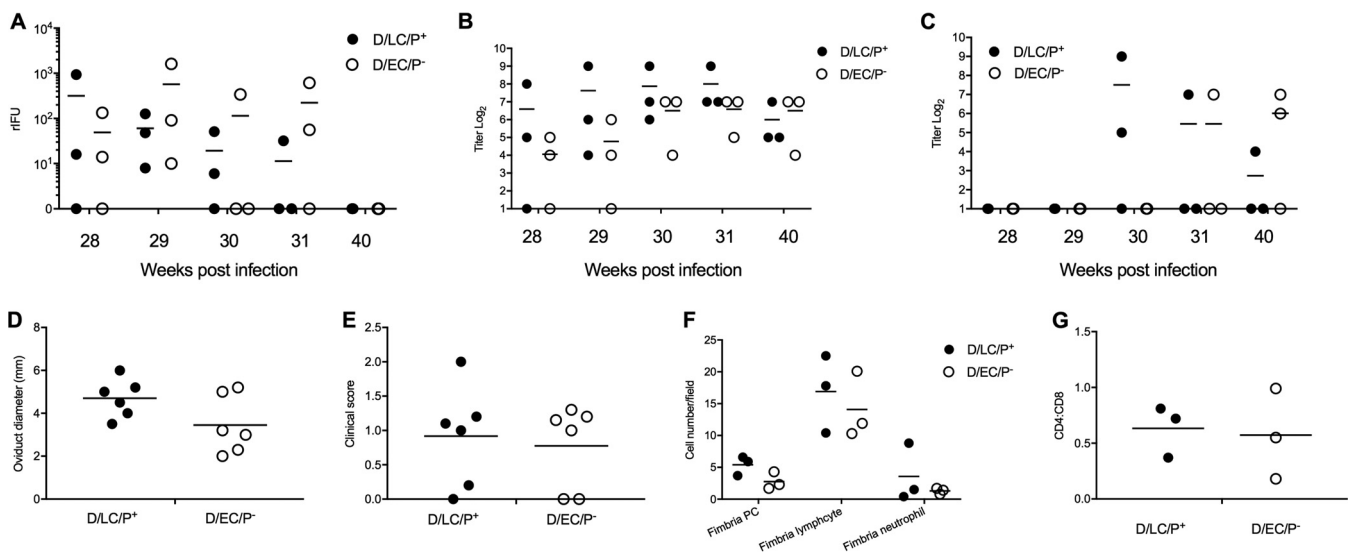 A
rIFU
10⁴
10³
10²
10¹
0
28 29 30 31 40
Weeks post infection
D/LC/P⁺
D/EC/P⁻
B
Titer Log₂
10
9
8
7
6
5
4
3
2
1
28 29 30 31 40
Weeks post infection
D/LC/P⁺
D/EC/P⁻
C
Titer Log₂
10
9
8
7
6
5
4
3
2
1
28 29 30 31 40
Weeks post infection
D/LC/P⁺
D/EC/P⁻
D
Oviduct diameter (mm)
8
6
4
2
0
D/LC/P⁺ D/EC/P⁻
E
Clinical score
2.5
2.0
1.5
1.0
0.5
0.0
D/LC/P⁺ D/EC/P⁻
F
Cell number/field
25
20
15
10
5
0
Fimbria PC
Fimbria lymphcyte
Fimbria neutrophil
D/LC/P⁺
D/EC/P⁻
G
CD4:CD8
1.5
1.0
0.5
0.0
D/LC/P⁺ D/EC/P⁻